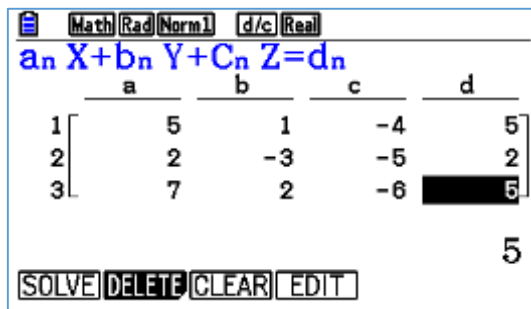 Math Rad Norm1 d/c Real
an X+bn Y+Cn Z=dn
a b c d
1 5 1 -4 5
2 2 -3 -5 2
3 7 2 -6 5
5
SOLVE DELETE CLEAR EDIT